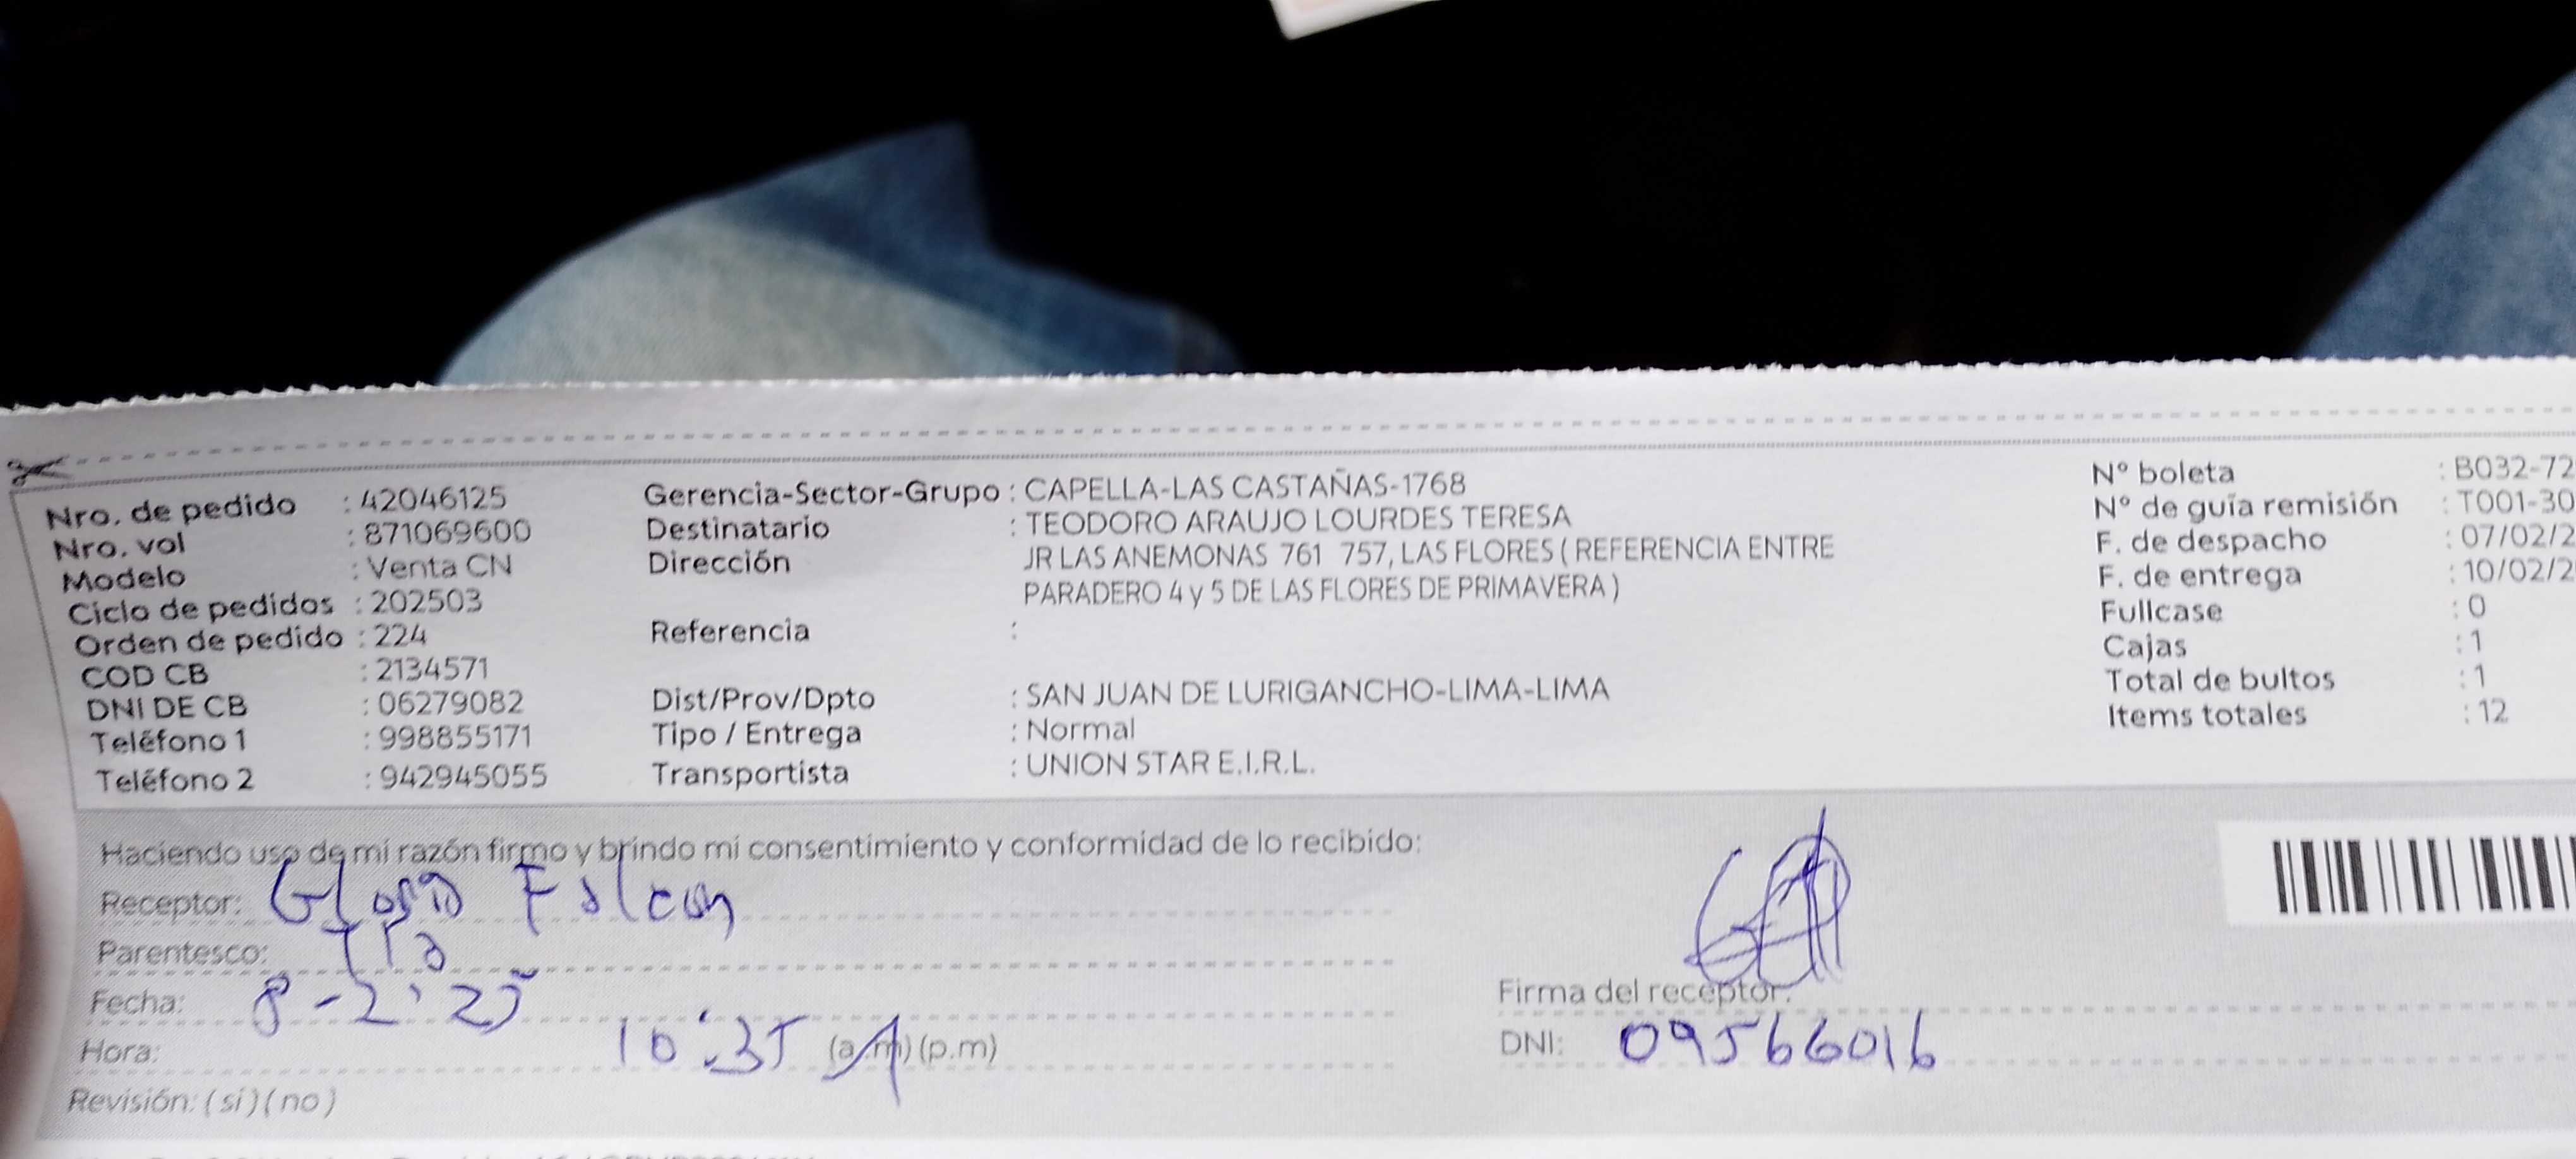 Nro. de pedido : 42046125
Nro. vol : 871069600
Modelo : Venta CN
Ciclo de pedidos : 202503
Orden de pedido : 224
COD CB : 2134571
DNI DE CB : 06279082
Teléfono 1 : 998855171
Teléfono 2 : 942945055
Gerencia-Sector-Grupo : CAPELLA-LAS CASTAÑAS-1768
Destinatario : TEODORO ARAUJO LOURDES TERESA
Dirección JR LAS ANEMONAS 761 757, LAS FLORES ( REFERENCIA ENTRE
PARADERO 4 y 5 DE LAS FLORES DE PRIMAVERA )
Referencia :
Dist/Prov/Dpto : SAN JUAN DE LURIGANCHO-LIMA-LIMA
Tipo / Entrega : Normal
Transportista : UNION STAR E.I.R.L.
N° boleta : B032-72
N° de guía remisión : T001-30
F. de despacho : 07/02/2
F. de entrega : 10/02/2
Fullcase : 0
Cajas : 1
Total de bultos : 1
Items totales : 12
Haciendo uso de mi razón firmo y brindo mi consentimiento y conformidad de lo recibido:
Receptor: Gloria Falcon
Parentesco: Tia
Fecha: 8-2'25
Hora: 10:35 (a.m) (p.m)
Revisión: ( sí ) ( no )
Firma del receptor:
DNI: 09566016